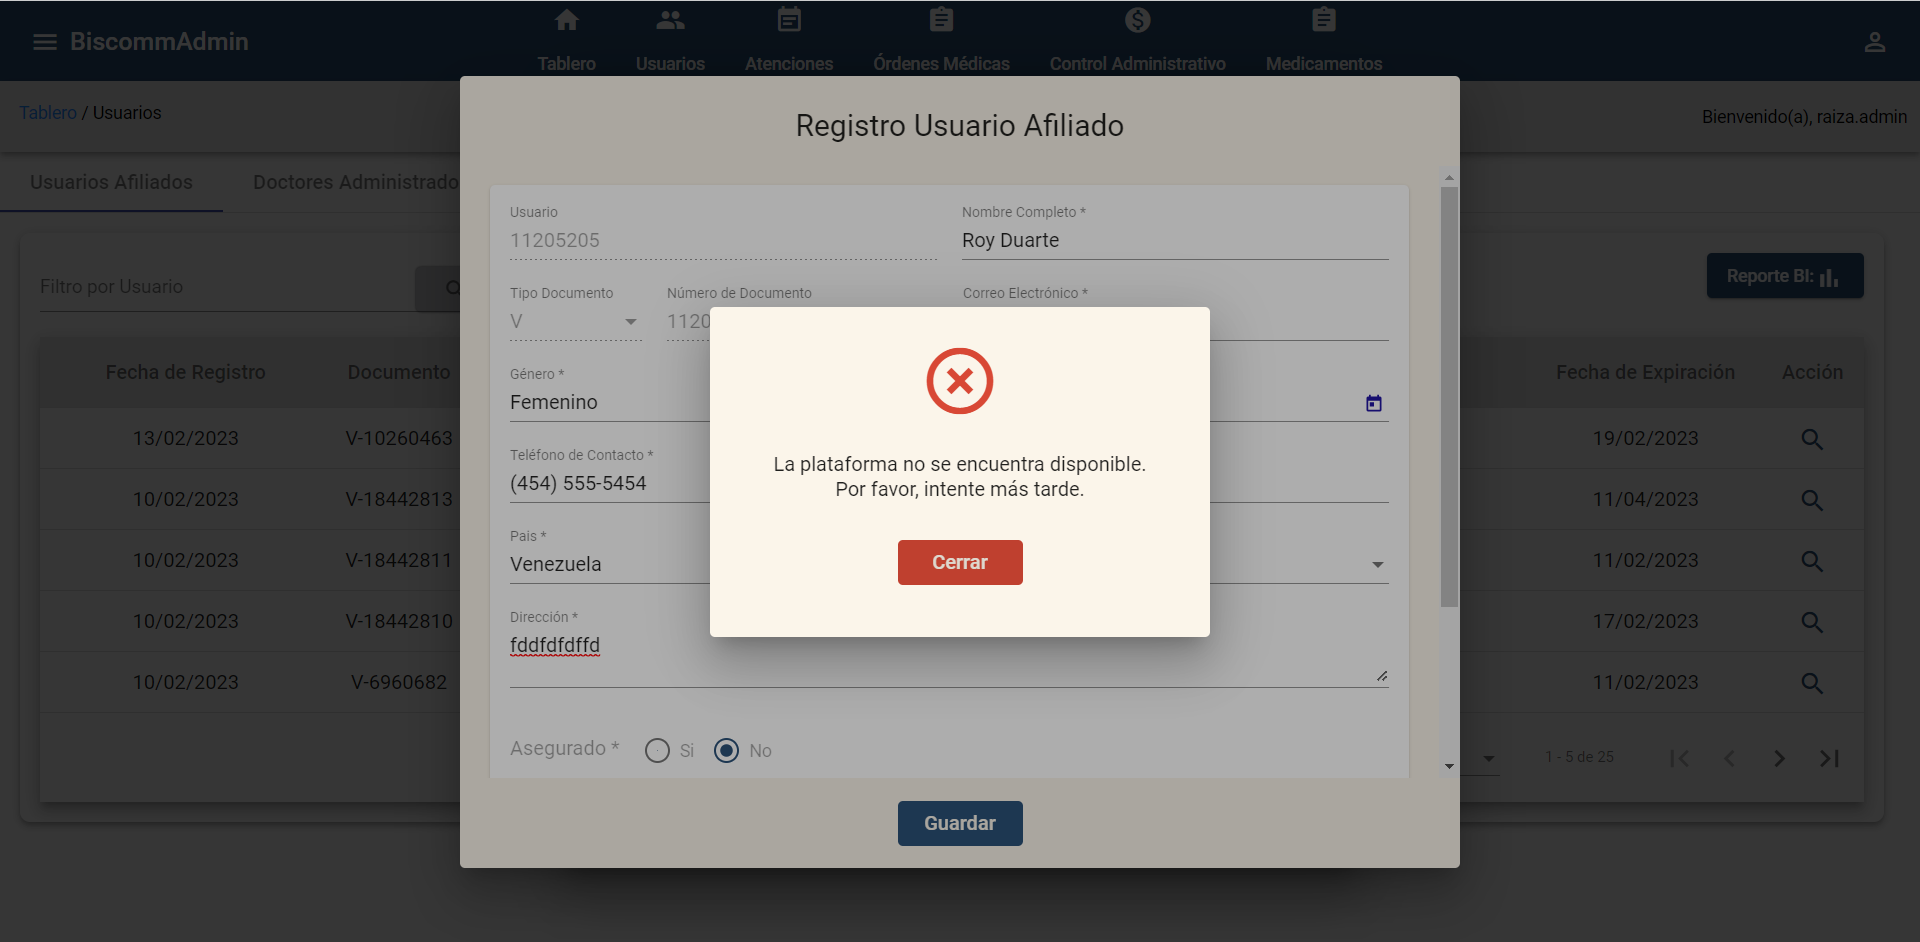 BiscommAdmin
Tablero
Usuarios
Atenciones
Órdenes Médicas
Control Administrativo
Medicamentos
Tablero / Usuarios
Bienvenido(a), raiza.admin
Usuarios Afiliados
Doctores Administrado
Filtro por Usuario
Reporte BI:
Fecha de Registro Documento Fecha de Expiración Acción
13/02/2023 V-10260463 19/02/2023
10/02/2023 V-18442813 11/04/2023
10/02/2023 V-18442811 11/02/2023
10/02/2023 V-18442810 17/02/2023
10/02/2023 V-6960682 11/02/2023
1 - 5 de 25
Registro Usuario Afiliado
Usuario
11205205
Nombre Completo *
Roy Duarte
Tipo Documento
V
Número de Documento
1120
Correo Electrónico *
Género *
Femenino
Teléfono de Contacto *
(454) 555-5454
Pais *
Venezuela
Dirección *
fddfdfdffd
Asegurado * Si No
Guardar
La plataforma no se encuentra disponible.
Por favor, intente más tarde.
Cerrar